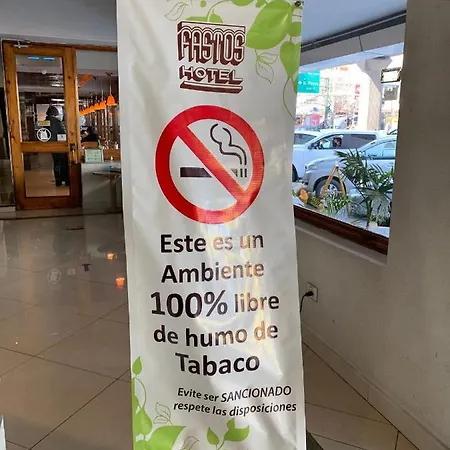 FASTOS
HOTEL
Este es un
Ambiente
100% libre
de humo de
Tabaco
Evite ser SANCIONADO
respete las disposiciones